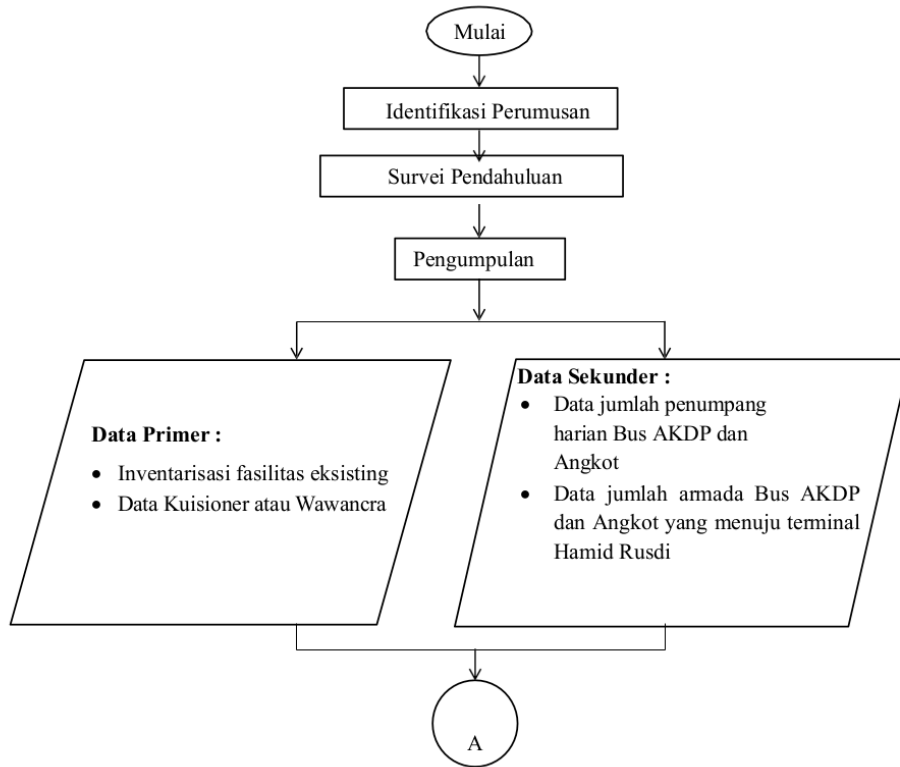 Mulai
Identifikasi Perumusan
Survei Pendahuluan
Pengumpulan
Data Primer :
• Inventarisasi fasilitas eksisting
• Data Kuisioner atau Wawancra
Data Sekunder :
• Data jumlah penumpang
harian Bus AKDP dan
Angkot
• Data jumlah armada Bus AKDP
dan Angkot yang menuju terminal
Hamid Rusdi
A